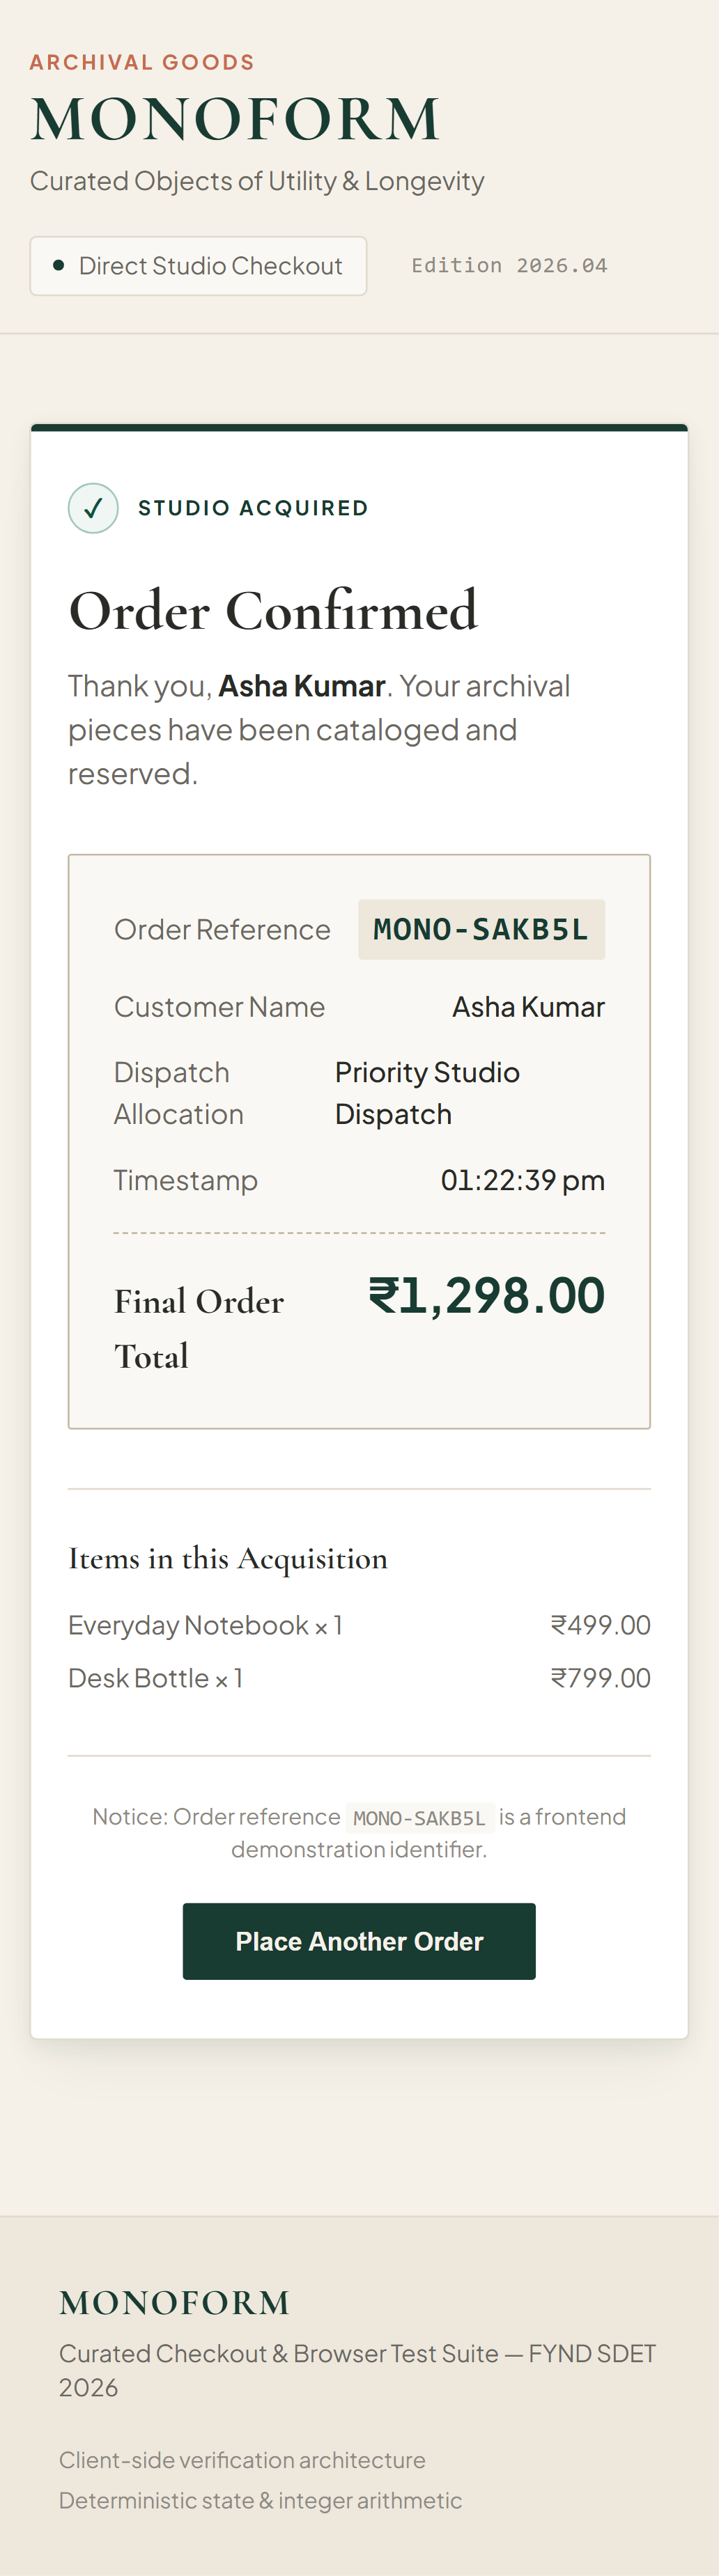 ARCHIVAL GOODS
MONOFORM
Curated Objects of Utility & Longevity
Direct Studio Checkout
Edition 2026.04
✓ STUDIO ACQUIRED
Order Confirmed
Thank you, Asha Kumar. Your archival
pieces have been cataloged and
reserved.
Order Reference MONO-SAKB5L
Customer Name Asha Kumar
Dispatch Priority Studio
Allocation Dispatch
Timestamp 01:22:39 pm
Final Order ₹1,298.00
Total
Items in this Acquisition
Everyday Notebook × 1 ₹499.00
Desk Bottle × 1 ₹799.00
Notice: Order reference MONO-SAKB5L is a frontend
demonstration identifier.
Place Another Order
MONOFORM
Curated Checkout & Browser Test Suite — FYND SDET
2026
Client-side verification architecture
Deterministic state & integer arithmetic